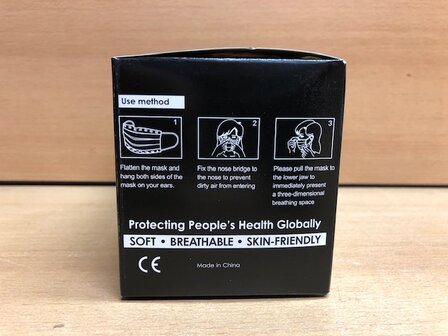 Use method
1
2
3
Flatten the mask and
hang both sides of the
mask on your ears.
Fix the nose bridge to
the nose to prevent
dirty air from entering
Please pull the mask to
the lower jaw to
immediately present
a three-dimensional
breathing space
Protecting People's Health Globally
SOFT • BREATHABLE • SKIN-FRIENDLY
CE
Made in China